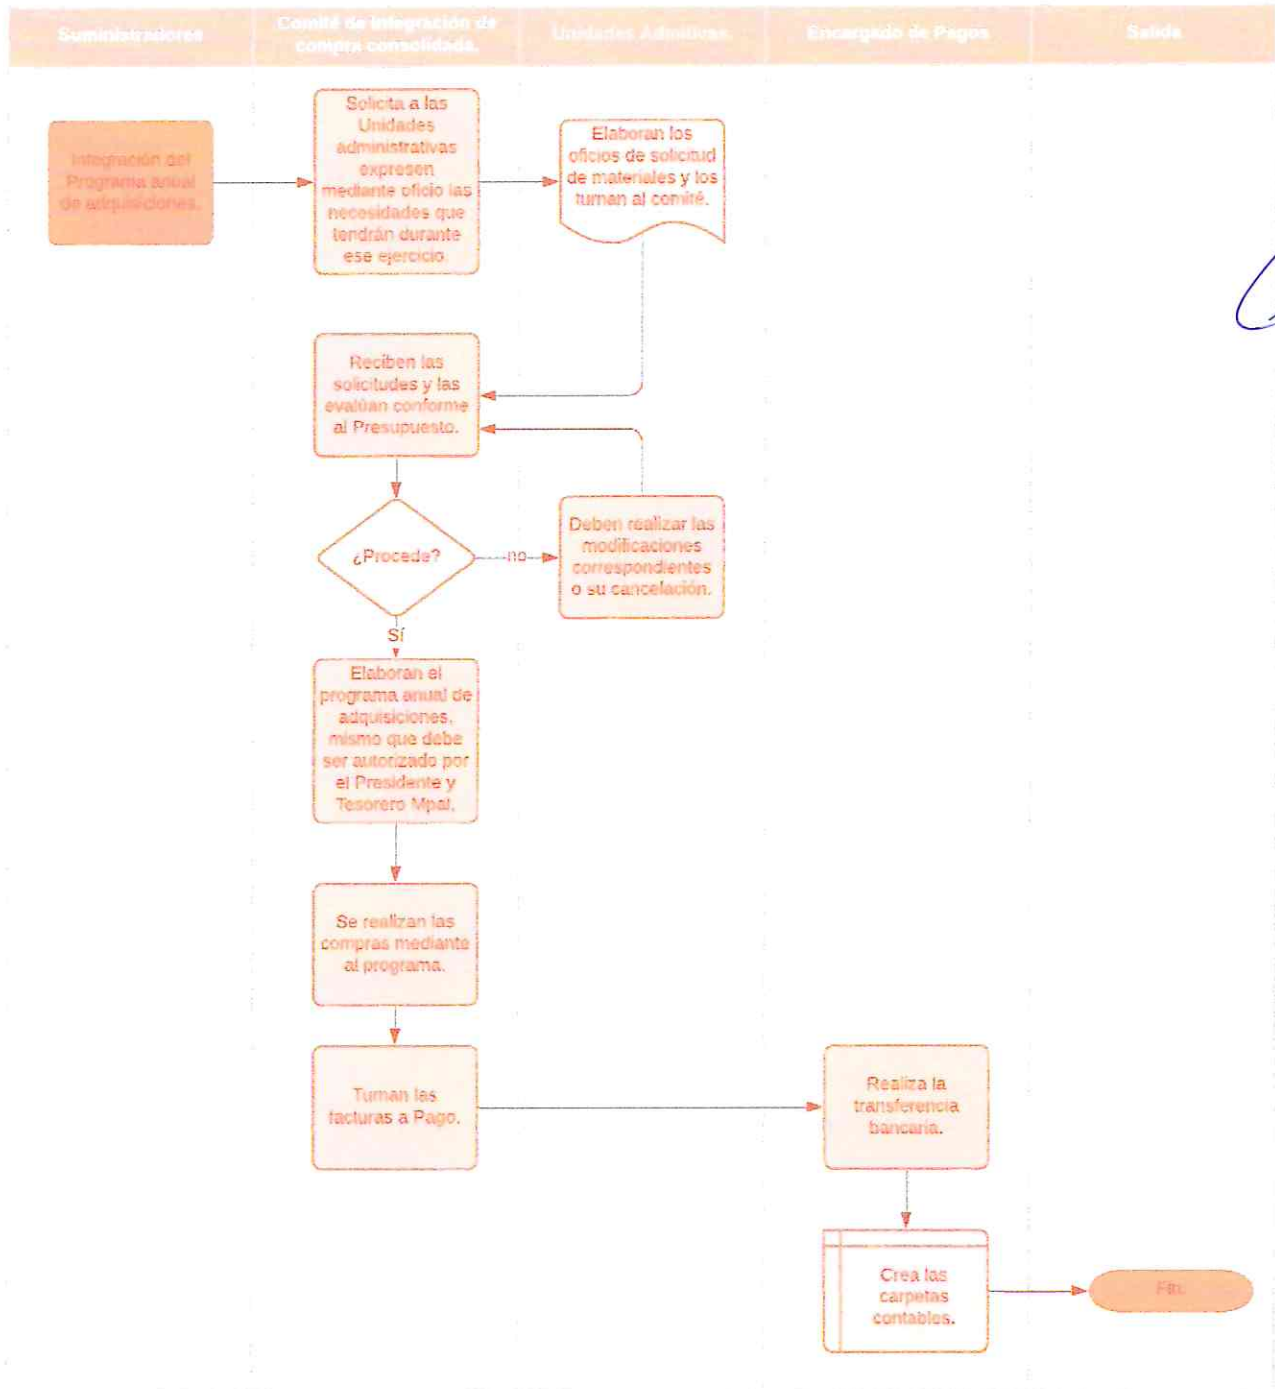 Suministradores
Comité de integración de
compra consolidada.
Unidades Admitivas.
Encargado de Pagos
Salida
Integración del
Programa anual
de adquisiciones.
Solicita a las
Unidades
administrativas
expresen
mediante oficio las
necesidades que
tendrán durante
ese ejercicio.
Elaboran los
oficios de solicitud
de materiales y los
turnan al comité.
Reciben las
solicitudes y las
evalúan conforme
al Presupuesto.
¿Procede?
no
Deben realizar las
modificaciones
correspondientes
o su cancelación.
Sí
Elaboran el
programa anual de
adquisiciones,
mismo que debe
ser autorizado por
el Presidente y
Tesorero Mpal.
Se realizan las
compras mediante
al programa.
Turnan las
facturas a Pago.
Realiza la
transferencia
bancaria.
Crea las
carpetas
contables.
Fin.